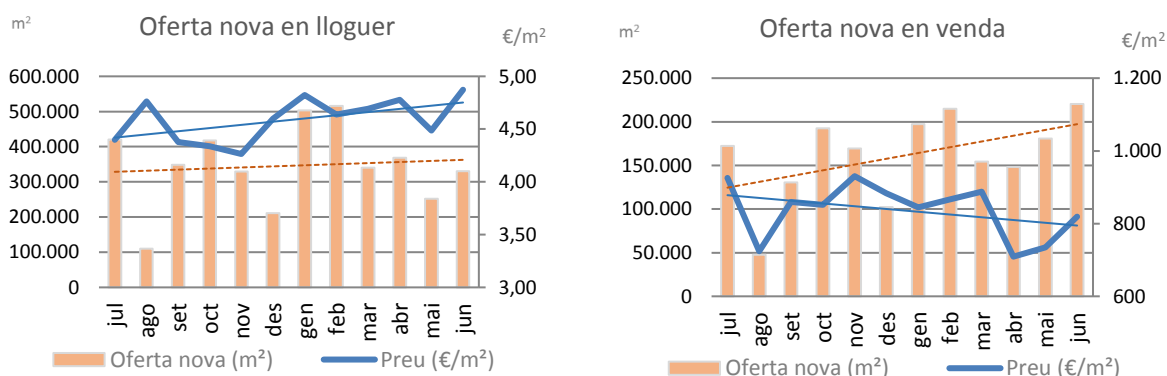 m²
Oferta nova en lloguer
€/m²
600.000
500.000
400.000
300.000
200.000
100.000
0
5,00
4,50
4,00
3,50
3,00
jul
ago
set
oct
nov
des
gen
feb
mar
abr
mai
jun
Oferta nova (m²)
Preu (€/m²)
m²
Oferta nova en venda
€/m²
250.000
200.000
150.000
100.000
50.000
0
1.200
1.000
800
600
jul
ago
set
oct
nov
des
gen
feb
mar
abr
mai
jun
Oferta nova (m²)
Preu (€/m²)